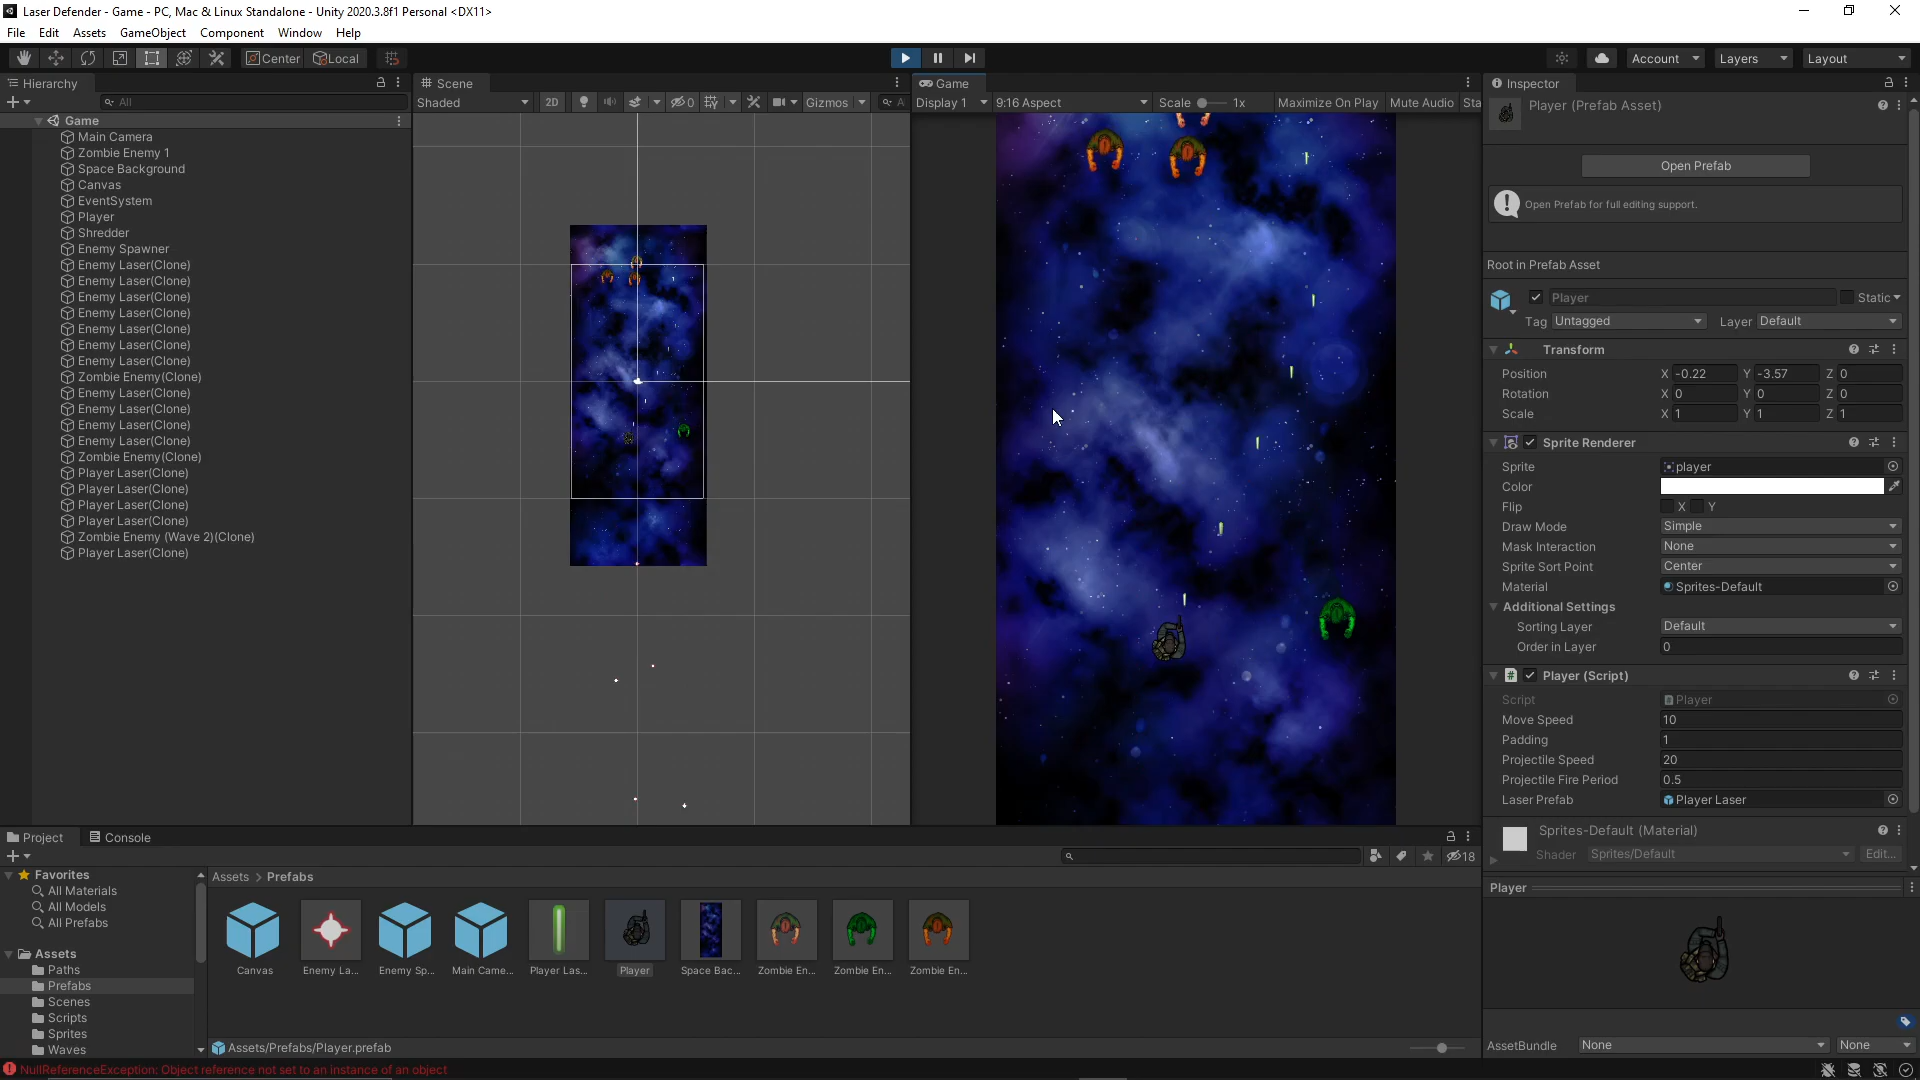 Laser Defender - Game - PC, Mac & Linux Standalone - Unity 2020.3.8f1 Personal <DX11>
File Edit Assets GameObject Component Window Help
Center Local
Account Layers Layout
Hierarchy
All
Game
Main Camera
Zombie Enemy 1
Space Background
Canvas
EventSystem
Player
Shredder
Enemy Spawner
Enemy Laser(Clone)
Enemy Laser(Clone)
Enemy Laser(Clone)
Enemy Laser(Clone)
Enemy Laser(Clone)
Enemy Laser(Clone)
Enemy Laser(Clone)
Zombie Enemy(Clone)
Enemy Laser(Clone)
Enemy Laser(Clone)
Enemy Laser(Clone)
Enemy Laser(Clone)
Zombie Enemy(Clone)
Player Laser(Clone)
Player Laser(Clone)
Player Laser(Clone)
Player Laser(Clone)
Zombie Enemy (Wave 2)(Clone)
Player Laser(Clone)
Scene
Shaded 2D 0 Gizmos A
Game
Display 1 9:16 Aspect Scale 1x Maximize On Play Mute Audio Sta
Inspector
Player (Prefab Asset)
Open Prefab
Open Prefab for full editing support.
Root in Prefab Asset
Player Static
Tag Untagged Layer Default
Transform
Position X -0.22 Y -3.57 Z 0
Rotation X 0 Y 0 Z 0
Scale X 1 Y 1 Z 1
Sprite Renderer
Sprite player
Color
Flip X Y
Draw Mode Simple
Mask Interaction None
Sprite Sort Point Center
Material Sprites-Default
Additional Settings
Sorting Layer Default
Order in Layer 0
Player (Script)
Script Player
Move Speed 10
Padding 1
Projectile Speed 20
Projectile Fire Period 0.5
Laser Prefab Player Laser
Sprites-Default (Material)
Shader Sprites/Default Edit...
Player
AssetBundle None None
Project Console
18
Favorites
All Materials
All Models
All Prefabs
Assets
Paths
Prefabs
Scenes
Scripts
Sprites
Waves
Assets > Prefabs
Canvas Enemy La... Enemy Sp... Main Came... Player Las... Player Space Bac... Zombie En... Zombie En... Zombie En...
Assets/Prefabs/Player.prefab
NullReferenceException: Object reference not set to an instance of an object